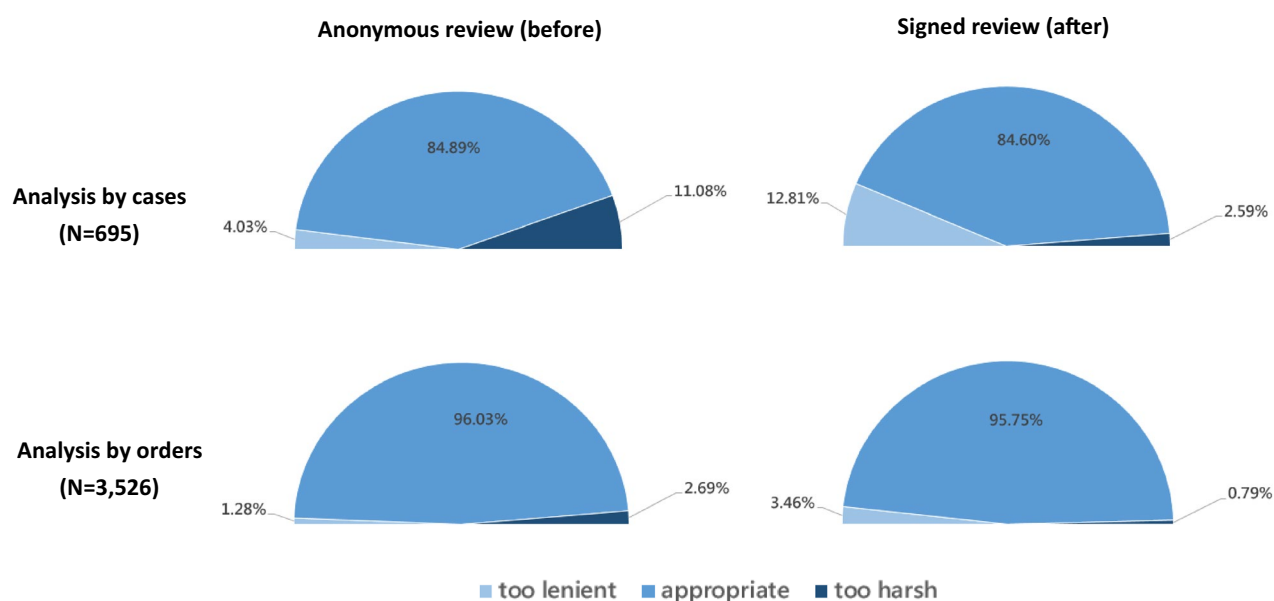 Anonymous review (before)
Signed review (after)
Analysis by cases
(N=695)
84.89%
11.08%
4.03%
84.60%
12.81%
2.59%
Analysis by orders
(N=3,526)
96.03%
2.69%
1.28%
95.75%
3.46%
0.79%
too lenient appropriate too harsh